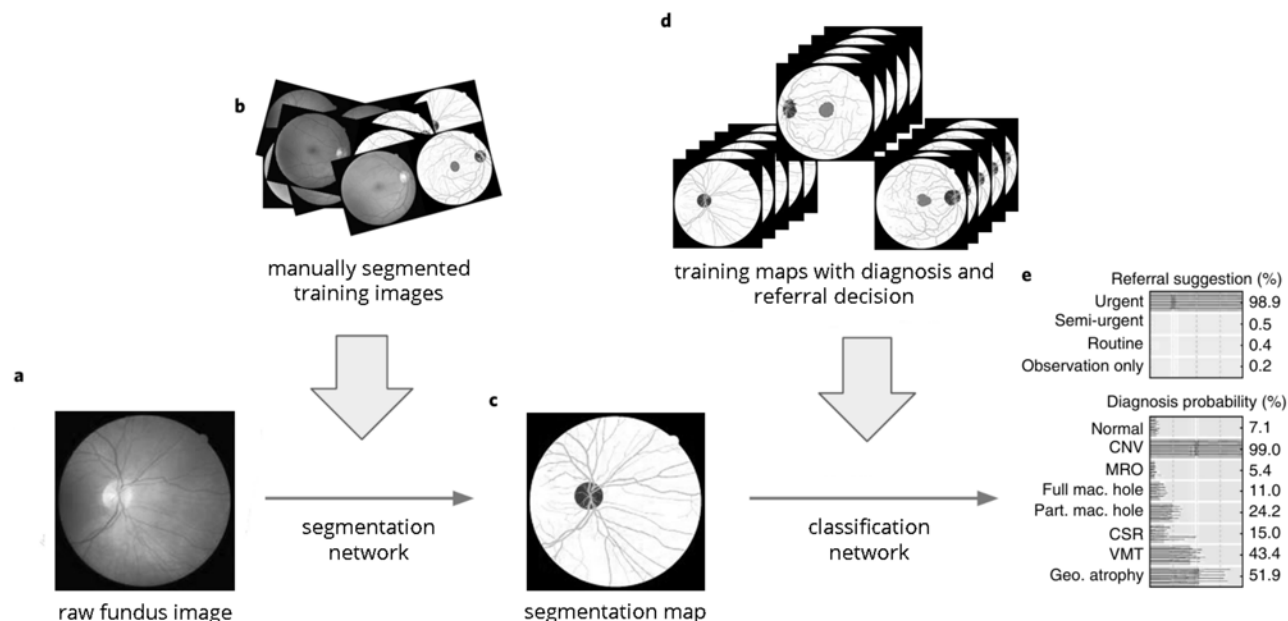 d
b
manually segmented
training images
training maps with diagnosis and
referral decision
e
Referral suggestion (%)
Urgent 98.9
Semi-urgent 0.5
Routine 0.4
Observation only 0.2
a
c
Diagnosis probability (%)
Normal 7.1
CNV 99.0
MRO 5.4
Full mac. hole 11.0
Part. mac. hole 24.2
CSR 15.0
VMT 43.4
Geo. atrophy 51.9
segmentation
network
classification
network
raw fundus image
segmentation map